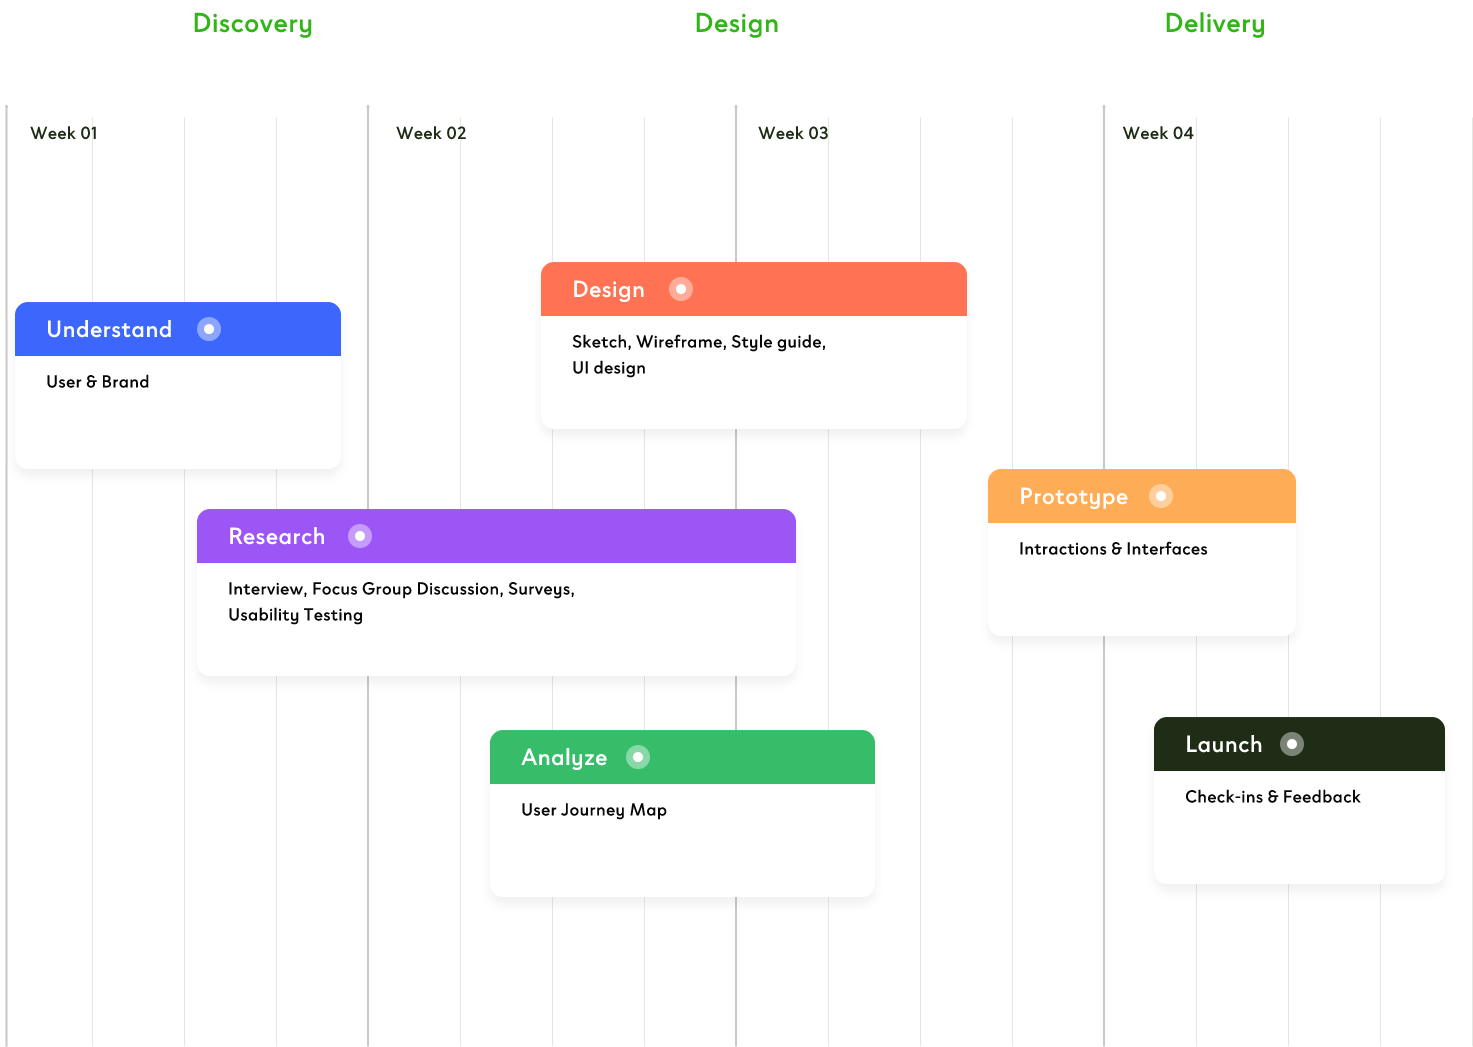 Discovery
Design
Delivery
Week 01
Week 02
Week 03
Week 04
Design
Sketch, Wireframe, Style guide,
UI design
Understand
User & Brand
Prototype
Intractions & Interfaces
Research
Interview, Focus Group Discussion, Surveys,
Usability Testing
Launch
Check-ins & Feedback
Analyze
User Journey Map